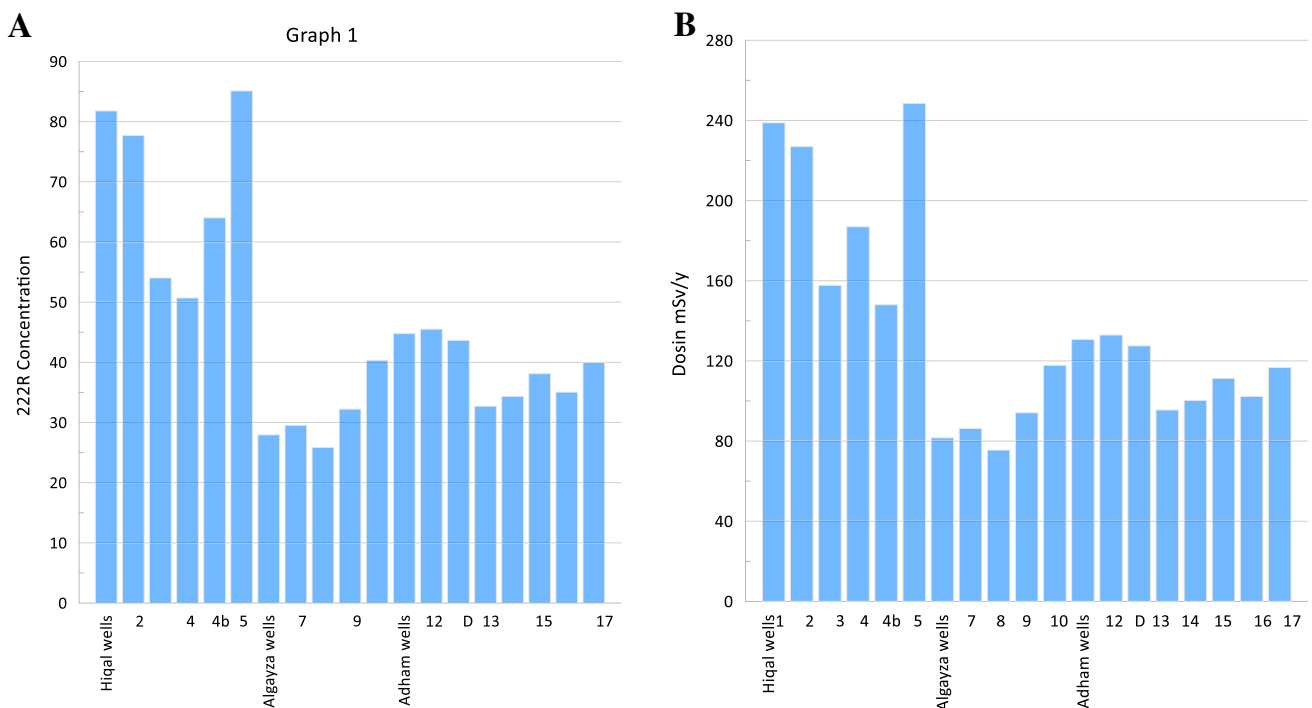 A
Graph 1
222R Concentration
90
80
70
60
50
40
30
20
10
0
Hiqal wells 2 4 4b 5 Algayza wells 7 9 Adham wells 12 D 13 15 17
B
Dosin mSv/y
280
240
200
160
120
80
40
0
Hiqal wells 1 2 3 4 4b 5 Algayza wells 7 8 9 10 Adham wells 12 D 13 14 15 16 17